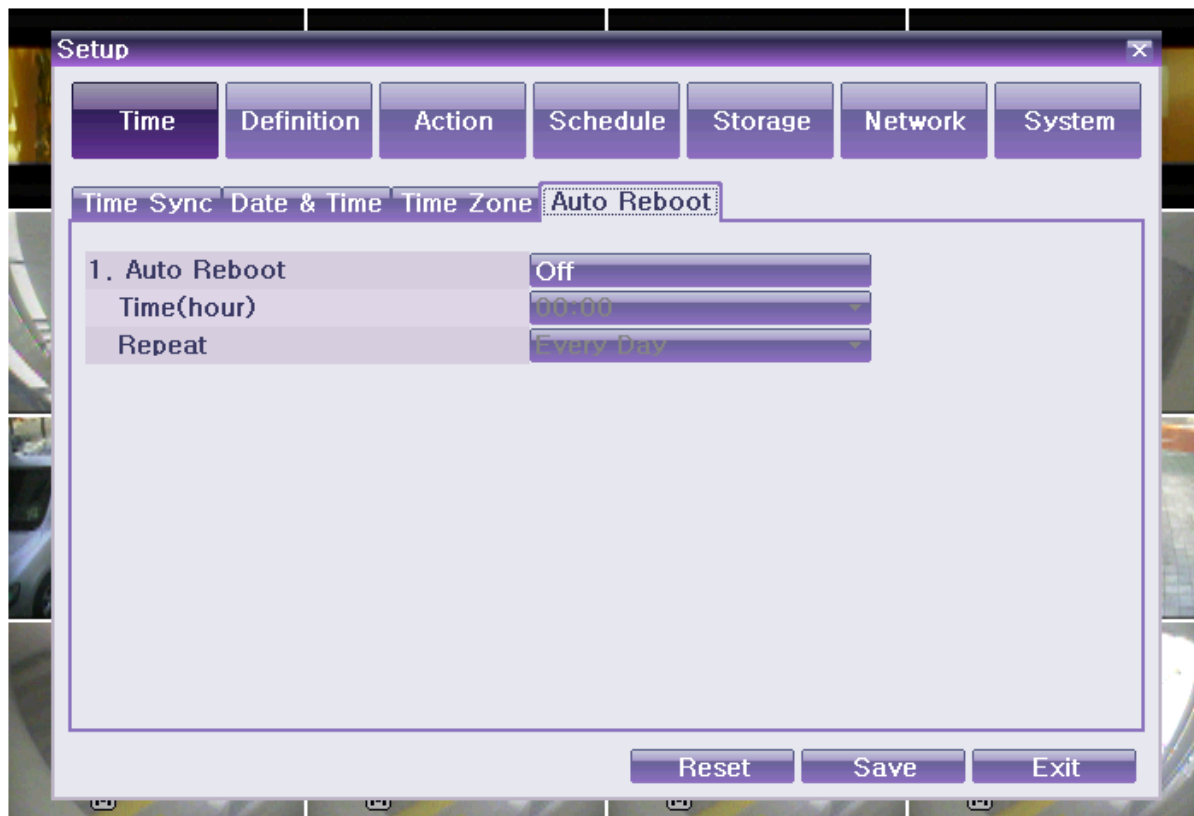 Setup
Time Definition Action Schedule Storage Network System
Time Sync Date & Time Time Zone Auto Reboot
1. Auto Reboot Off
Time(hour) 00:00
Repeat Every Day
Reset Save Exit
M M M M